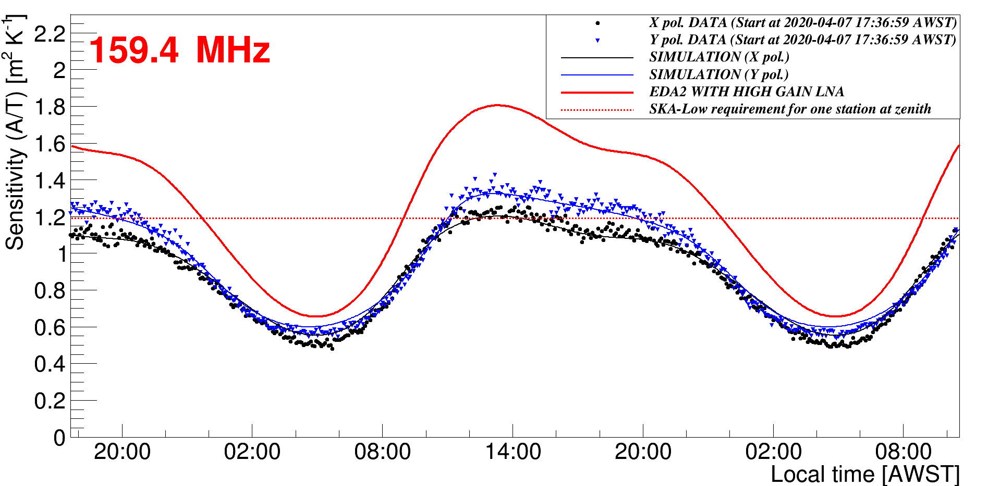 Sensitivity (A/T) [m² K⁻¹]
159.4 MHz
X pol. DATA (Start at 2020-04-07 17:36:59 AWST)
Y pol. DATA (Start at 2020-04-07 17:36:59 AWST)
SIMULATION (X pol.)
SIMULATION (Y pol.)
EDA2 WITH HIGH GAIN LNA
SKA-Low requirement for one station at zenith
2.2
2
1.8
1.6
1.4
1.2
1
0.8
0.6
0.4
0.2
0
20:00 02:00 08:00 14:00 20:00 02:00 08:00
Local time [AWST]